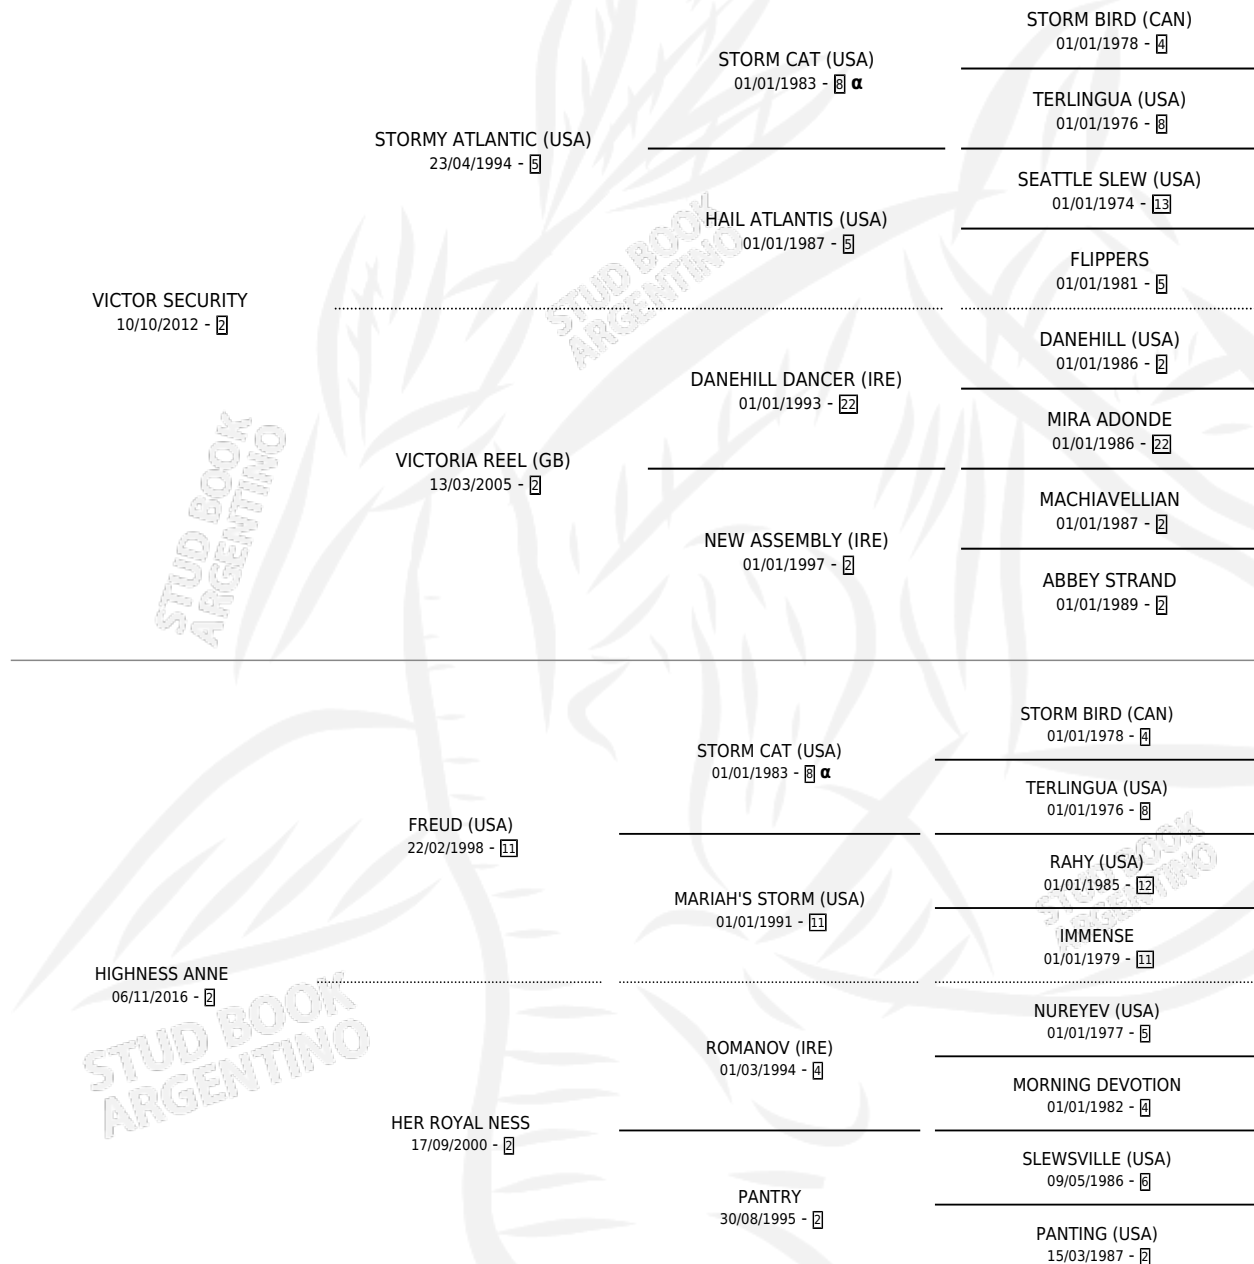 STORM BIRD (CAN)
01/01/1978 - 4
STORM CAT (USA)
01/01/1983 - 8 α
TERLINGUA (USA)
01/01/1976 - 8
STORMY ATLANTIC (USA)
23/04/1994 - 5
SEATTLE SLEW (USA)
01/01/1974 - 13
HAIL ATLANTIS (USA)
01/01/1987 - 5
FLIPPERS
01/01/1981 - 5
VICTOR SECURITY
10/10/2012 - 2
DANEHILL (USA)
01/01/1986 - 2
DANEHILL DANCER (IRE)
01/01/1993 - 22
MIRA ADONDE
01/01/1986 - 22
VICTORIA REEL (GB)
13/03/2005 - 2
MACHIAVELLIAN
01/01/1987 - 2
NEW ASSEMBLY (IRE)
01/01/1997 - 2
ABBEY STRAND
01/01/1989 - 2
STUD BOOK
ARGENTINO
STUD BOOK
ARGENTINO
STORM BIRD (CAN)
01/01/1978 - 4
STORM CAT (USA)
01/01/1983 - 8 α
TERLINGUA (USA)
01/01/1976 - 8
FREUD (USA)
22/02/1998 - 11
RAHY (USA)
01/01/1985 - 12
MARIAH'S STORM (USA)
01/01/1991 - 11
IMMENSE
01/01/1979 - 11
HIGHNESS ANNE
06/11/2016 - 2
NUREYEV (USA)
01/01/1977 - 5
ROMANOV (IRE)
01/03/1994 - 4
MORNING DEVOTION
01/01/1982 - 4
HER ROYAL NESS
17/09/2000 - 2
SLEWSVILLE (USA)
09/05/1986 - 6
PANTRY
30/08/1995 - 2
PANTING (USA)
15/03/1987 - 2
STUD BOOK
ARGENTINO
STUD BOOK
ARGENTINO